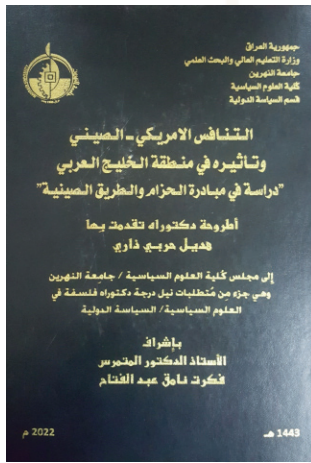 جمهورية العراق
وزارة التعليم العالي والبحث العلمي
جامعة النهرين
كلية العلوم السياسية
قسم السياسة الدولية
التنافس الامريكي - الصيني
وتأثيره في منطقة الخليج العربي
"دراسة في مبادرة الحزام والطريق الصينية"
أطروحة دكتوراه تقدمت بها
هديل حربي ذاري
إلى مجلس كلية العلوم السياسية / جامعة النهرين
وهي جزء من متطلبات نيل درجة دكتوراه فلسفة في
العلوم السياسية/ السياسة الدولية
بإشراف
الأستاذ الدكتور المتمرس
فكرت نامق عبد الفتاح
1443 هـ
2022 م